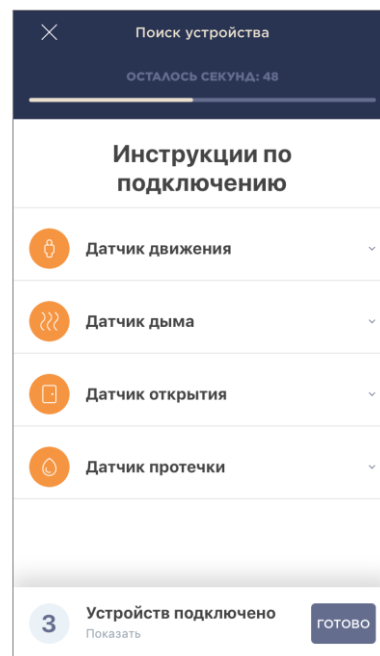 Поиск устройства
ОСТАЛОСЬ СЕКУНД: 48
Инструкции по
подключению
Датчик движения
Датчик дыма
Датчик открытия
Датчик протечки
3
Устройств подключено
Показать
ГОТОВО